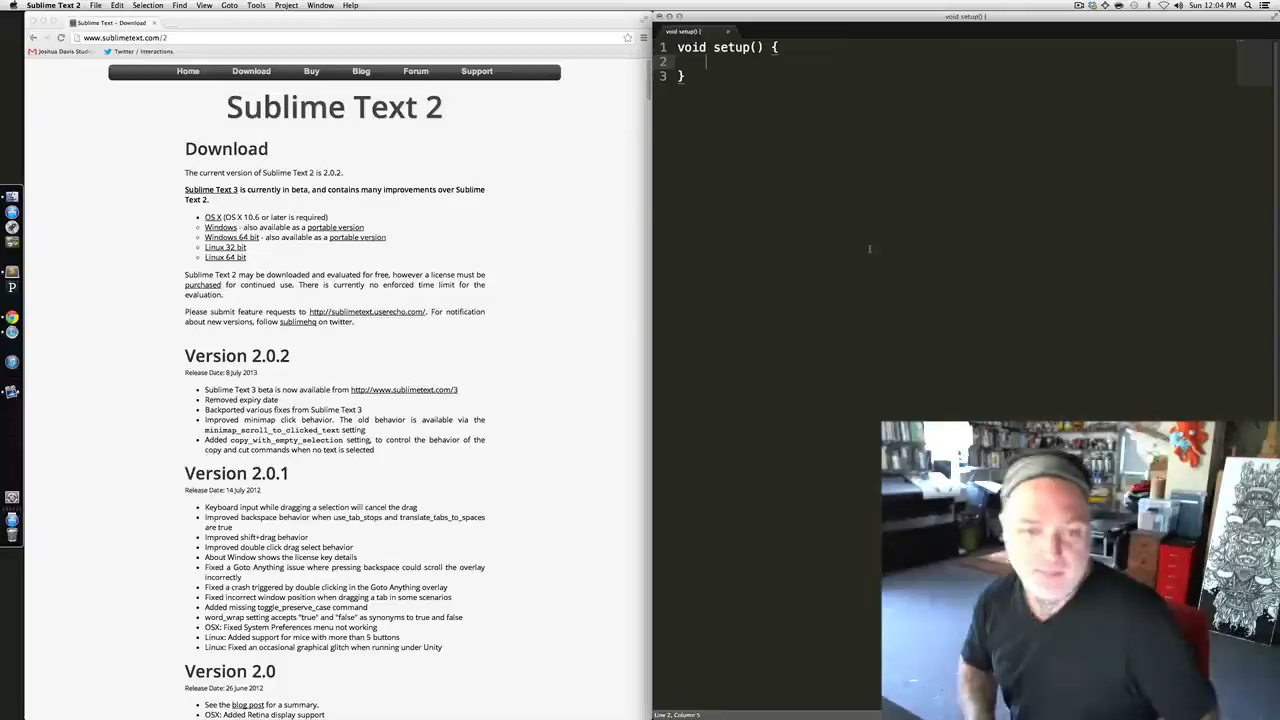 Sublime Text 2 File Edit Selection Find View Goto Tools Project Window Help
Sun 12:04 PM
Sublime Text - Download
www.sublimetext.com/2
Joshua Davis Stud
Twitter / Interactions
Home Download Buy Blog Forum Support
Sublime Text 2
Download
The current version of Sublime Text 2 is 2.0.2.
Sublime Text 3 is currently in beta, and contains many improvements over Sublime
Text 2.
OS X (OS X 10.6 or later is required)
Windows - also available as a portable version
Windows 64 bit - also available as a portable version
Linux 32 bit
Linux 64 bit
Sublime Text 2 may be downloaded and evaluated for free, however a license must be
purchased for continued use. There is currently no enforced time limit for the
evaluation.
Please submit feature requests to http://sublimetext.userecho.com/. For notification
about new versions, follow sublimehq on twitter.
Version 2.0.2
Release Date: 8 July 2013
Sublime Text 3 beta is now available from http://www.sublimetext.com/3
Removed expiry date
Backported various fixes from Sublime Text 3
Improved minimap click behavior. The old behavior is available via the
minimap_scroll_to_clicked_text setting
Added copy_with_empty_selection setting, to control the behavior of the
copy and cut commands when no text is selected
Version 2.0.1
Release Date: 14 July 2012
Keyboard input while dragging a selection will cancel the drag
Improved backspace behavior when use_tab_stops and translate_tabs_to_spaces
are true
Improved shift+drag behavior
Improved double click drag select behavior
About Window shows the license key details
Fixed a Goto Anything issue where pressing backspace could scroll the overlay
incorrectly
Fixed a crash triggered by double clicking in the Goto Anything overlay
Fixed incorrect window position when dragging a tab in some scenarios
Added missing toggle_preserve_case command
word_wrap setting accepts "true" and "false" as synonyms to true and false
OSX: Fixed System Preferences menu not working
Linux: Added support for mice with more than 5 buttons
Linux: Fixed an occasional graphical glitch when running under Unity
Version 2.0
Release Date: 26 June 2012
See the blog post for a summary.
OSX: Added Retina display support
void setup() {
void setup() {
1 void setup() {
2
3 }
Line 2, Column 5